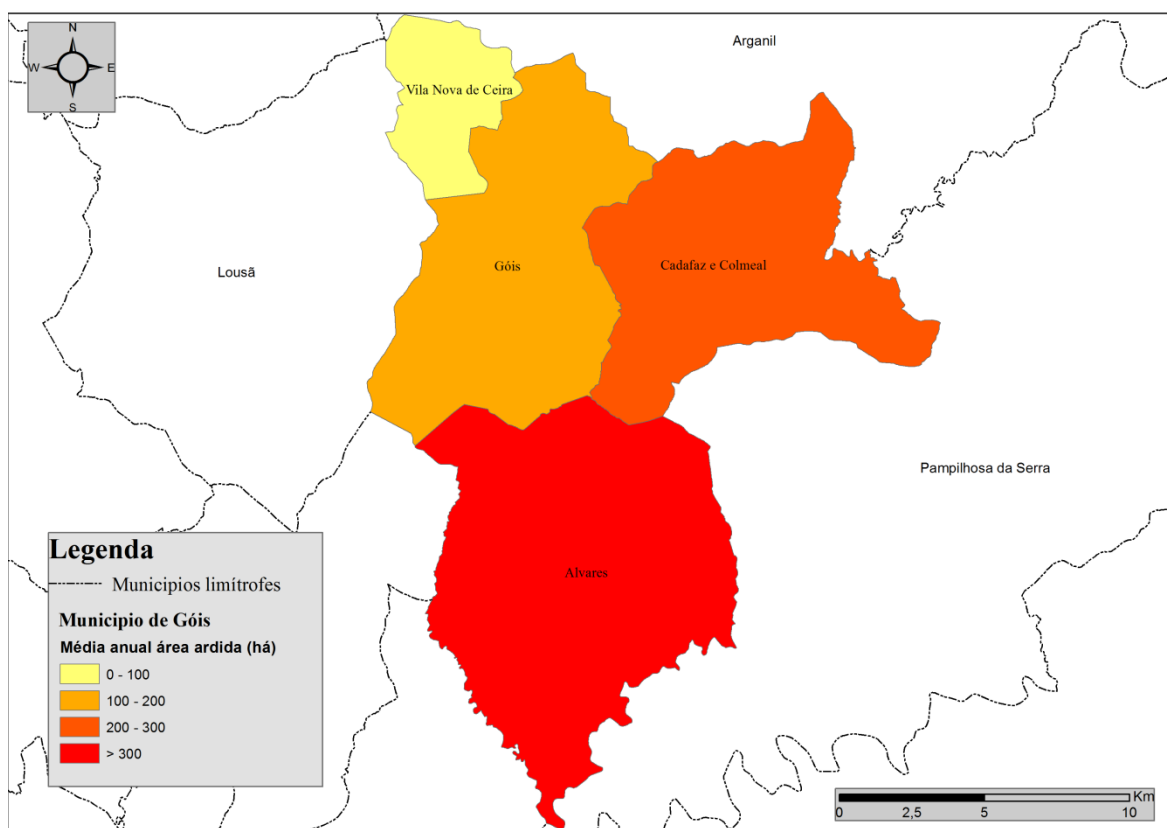 N
W E
S
Arganil
Vila Nova de Ceira
Lousã
Góis
Cadafaz e Colmeal
Pampilhosa da Serra
Alvares
Legenda
Municipios limítrofes
Municipio de Góis
Média anual área ardida (há)
0 - 100
100 - 200
200 - 300
> 300
Km
0 2,5 5 10